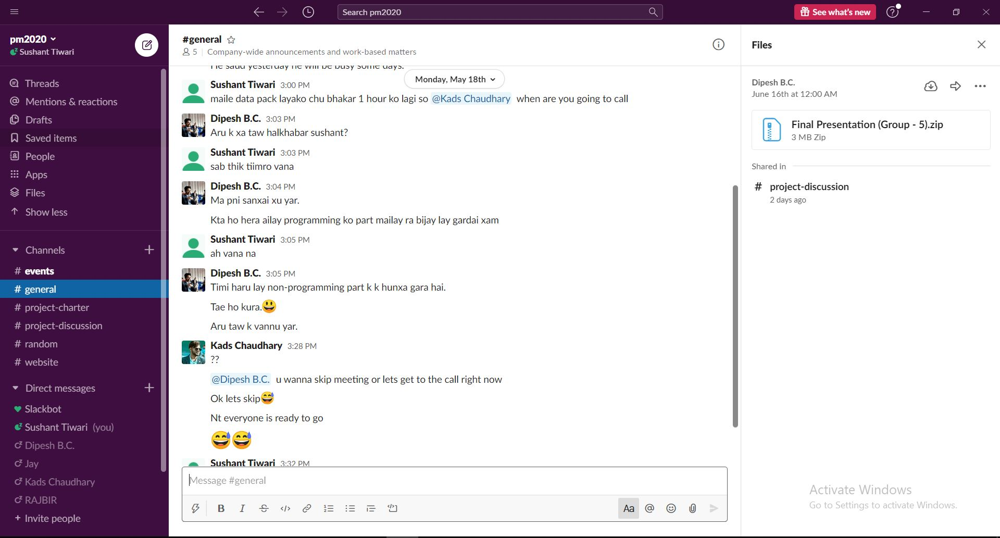 Search pm2020
See what's new
pm2020
Sushant Tiwari
Threads
Mentions & reactions
Drafts
Saved items
People
Apps
Files
Show less
Channels
# events
# general
# project-charter
# project-discussion
# random
# website
Direct messages
Slackbot
Sushant Tiwari (you)
Dipesh B.C.
Jay
Kads Chaudhary
RAJBIR
+ Invite people
#general
5 | Company-wide announcements and work-based matters
He saud yesterday he will be busy some days.
Monday, May 18th
Sushant Tiwari 3:00 PM
maile data pack layako chu bhakar 1 hour ko lagi so @Kads Chaudhary when are you going to call
Dipesh B.C. 3:03 PM
Aru k xa taw halkhabar sushant?
Sushant Tiwari 3:03 PM
sab thik tiimro vana
Dipesh B.C. 3:04 PM
Ma pni sanxai xu yar.
Kta ho hera ailay programming ko part mailay ra bijay lay gardai xam
Sushant Tiwari 3:05 PM
ah vana na
Dipesh B.C. 3:05 PM
Timi haru lay non-programming part k k hunxa gara hai.
Tae ho kura.😃
Aru taw k vannu yar.
Kads Chaudhary 3:28 PM
??
@Dipesh B.C. u wanna skip meeting or lets get to the call right now
Ok lets skip😅
Nt everyone is ready to go
😅😅
Sushant Tiwari 3:32 PM
Message #general
B I S </> Aa @
Files
Dipesh B.C.
June 16th at 12:00 AM
Final Presentation (Group - 5).zip
3 MB Zip
Shared in
# project-discussion
2 days ago
Activate Windows
Go to Settings to activate Windows.